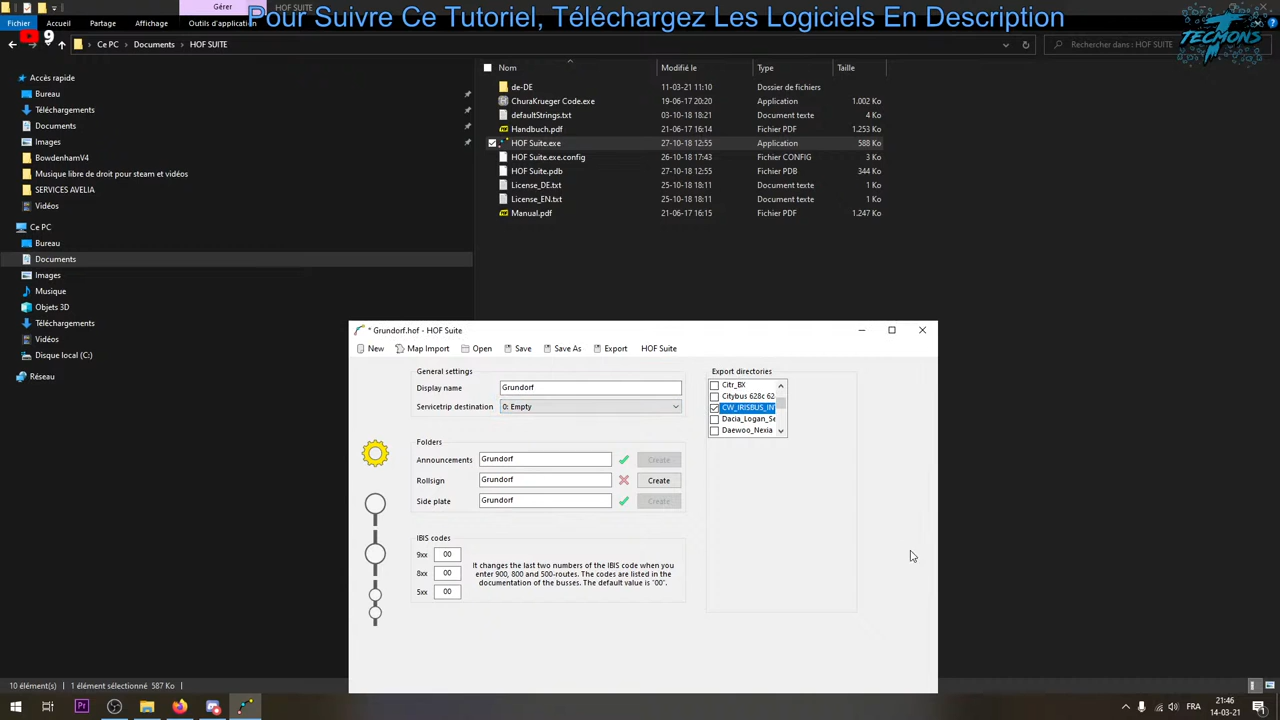 Gérer
HOF SUITE
Pour Suivre Ce Tutoriel, Téléchargez Les Logiciels En Description
Fichier
Accueil
Partage
Affichage
Outils d'application
9
Ce PC
Documents
HOF SUITE
Rechercher dans : HOF SUITE
TECMONS
Nom
Modifié le
Type
Taille
Accès rapide
Bureau
Téléchargements
Documents
Images
BowdenhamV4
Musique libre de droit pour steam et vidéos
SERVICES AVELIA
Vidéos
Ce PC
Bureau
Documents
Images
Musique
Objets 3D
Téléchargements
Vidéos
Disque local (C:)
Réseau
de-DE 11-03-21 11:10 Dossier de fichiers
ChuraKrueger Code.exe 19-06-17 20:20 Application 1.002 Ko
defaultStrings.txt 03-10-18 18:21 Document texte 4 Ko
Handbuch.pdf 21-06-17 16:14 Fichier PDF 1.253 Ko
HOF Suite.exe 27-10-18 12:55 Application 588 Ko
HOF Suite.exe.config 26-10-18 17:43 Fichier CONFIG 3 Ko
HOF Suite.pdb 27-10-18 12:55 Fichier PDB 344 Ko
License_DE.txt 25-10-18 18:11 Document texte 1 Ko
License_EN.txt 25-10-18 18:11 Document texte 1 Ko
Manual.pdf 21-06-17 16:15 Fichier PDF 1.247 Ko
* Grundorf.hof - HOF Suite
New
Map Import
Open
Save
Save As
Export
HOF Suite
General settings
Display name Grundorf
Servicetrip destination 0: Empty
Folders
Announcements Grundorf Create
Rollsign Grundorf Create
Side plate Grundorf Create
IBIS codes
9xx 00
8xx 00
5xx 00
It changes the last two numbers of the IBIS code when you
enter 900, 800 and 500-routes. The codes are listed in the
documentation of the busses. The default value is "00".
Export directories
Citr_BX
Citybus 628c 62
CW_IRISBUS_IN
Dacia_Logan_Se
Daewoo_Nexia
10 élément(s)
1 élément sélectionné 587 Ko
Pr
FRA
21:46
14-03-21
1